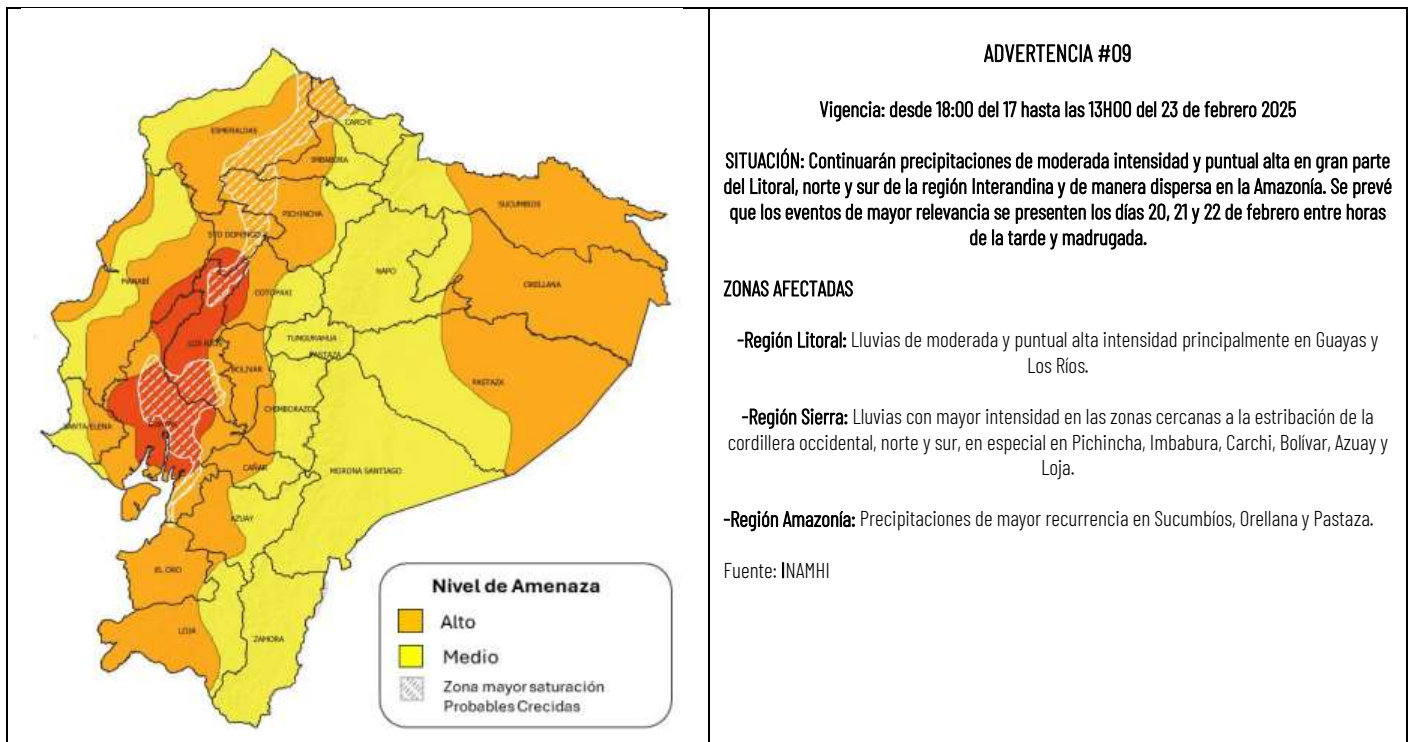 ESMERALDAS
CARCHI
IMBABURA
SUCUMBIOS
PICHINCHA
STO DOMINGO
NAPO
MANABÍ
ORELLANA
COTOPAXI
TUNGURAHUA
LOS RIOS
PASTAZA
BOLIVAR
PASTAZA
CHIMBORAZO
SANTA ELENA
GUAYAS
CAÑAR
MORONA SANTIAGO
AZUAY
EL ORO
LOJA
ZAMORA
Nivel de Amenaza
Alto
Medio
Zona mayor saturación
Probables Crecidas
ADVERTENCIA #09
Vigencia: desde 18:00 del 17 hasta las 13H00 del 23 de febrero 2025
SITUACIÓN: Continuarán precipitaciones de moderada intensidad y puntual alta en gran parte
del Litoral, norte y sur de la región Interandina y de manera dispersa en la Amazonía. Se prevé
que los eventos de mayor relevancia se presenten los días 20, 21 y 22 de febrero entre horas
de la tarde y madrugada.
ZONAS AFECTADAS
-Región Litoral: Lluvias de moderada y puntual alta intensidad principalmente en Guayas y
Los Ríos.
-Región Sierra: Lluvias con mayor intensidad en las zonas cercanas a la estribación de la
cordillera occidental, norte y sur, en especial en Pichincha, Imbabura, Carchi, Bolívar, Azuay y
Loja.
-Región Amazonía: Precipitaciones de mayor recurrencia en Sucumbíos, Orellana y Pastaza.
Fuente: INAMHI